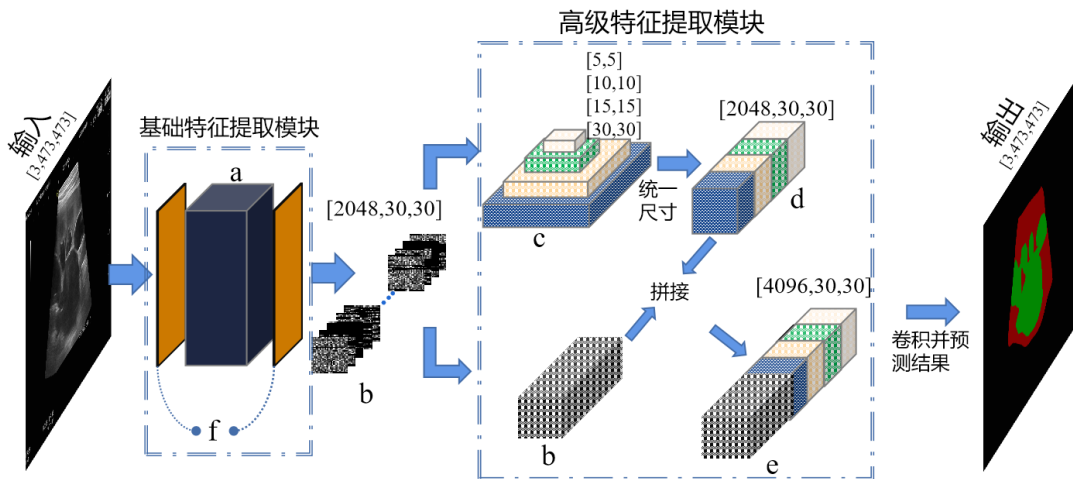 输入
[3,473,473]
基础特征提取模块
a
f
[2048,30,30]
b
高级特征提取模块
[5,5]
[10,10]
[15,15]
[30,30]
c
统一
尺寸
[2048,30,30]
d
拼接
b
[4096,30,30]
e
卷积并预
测结果
输出
[3,473,473]